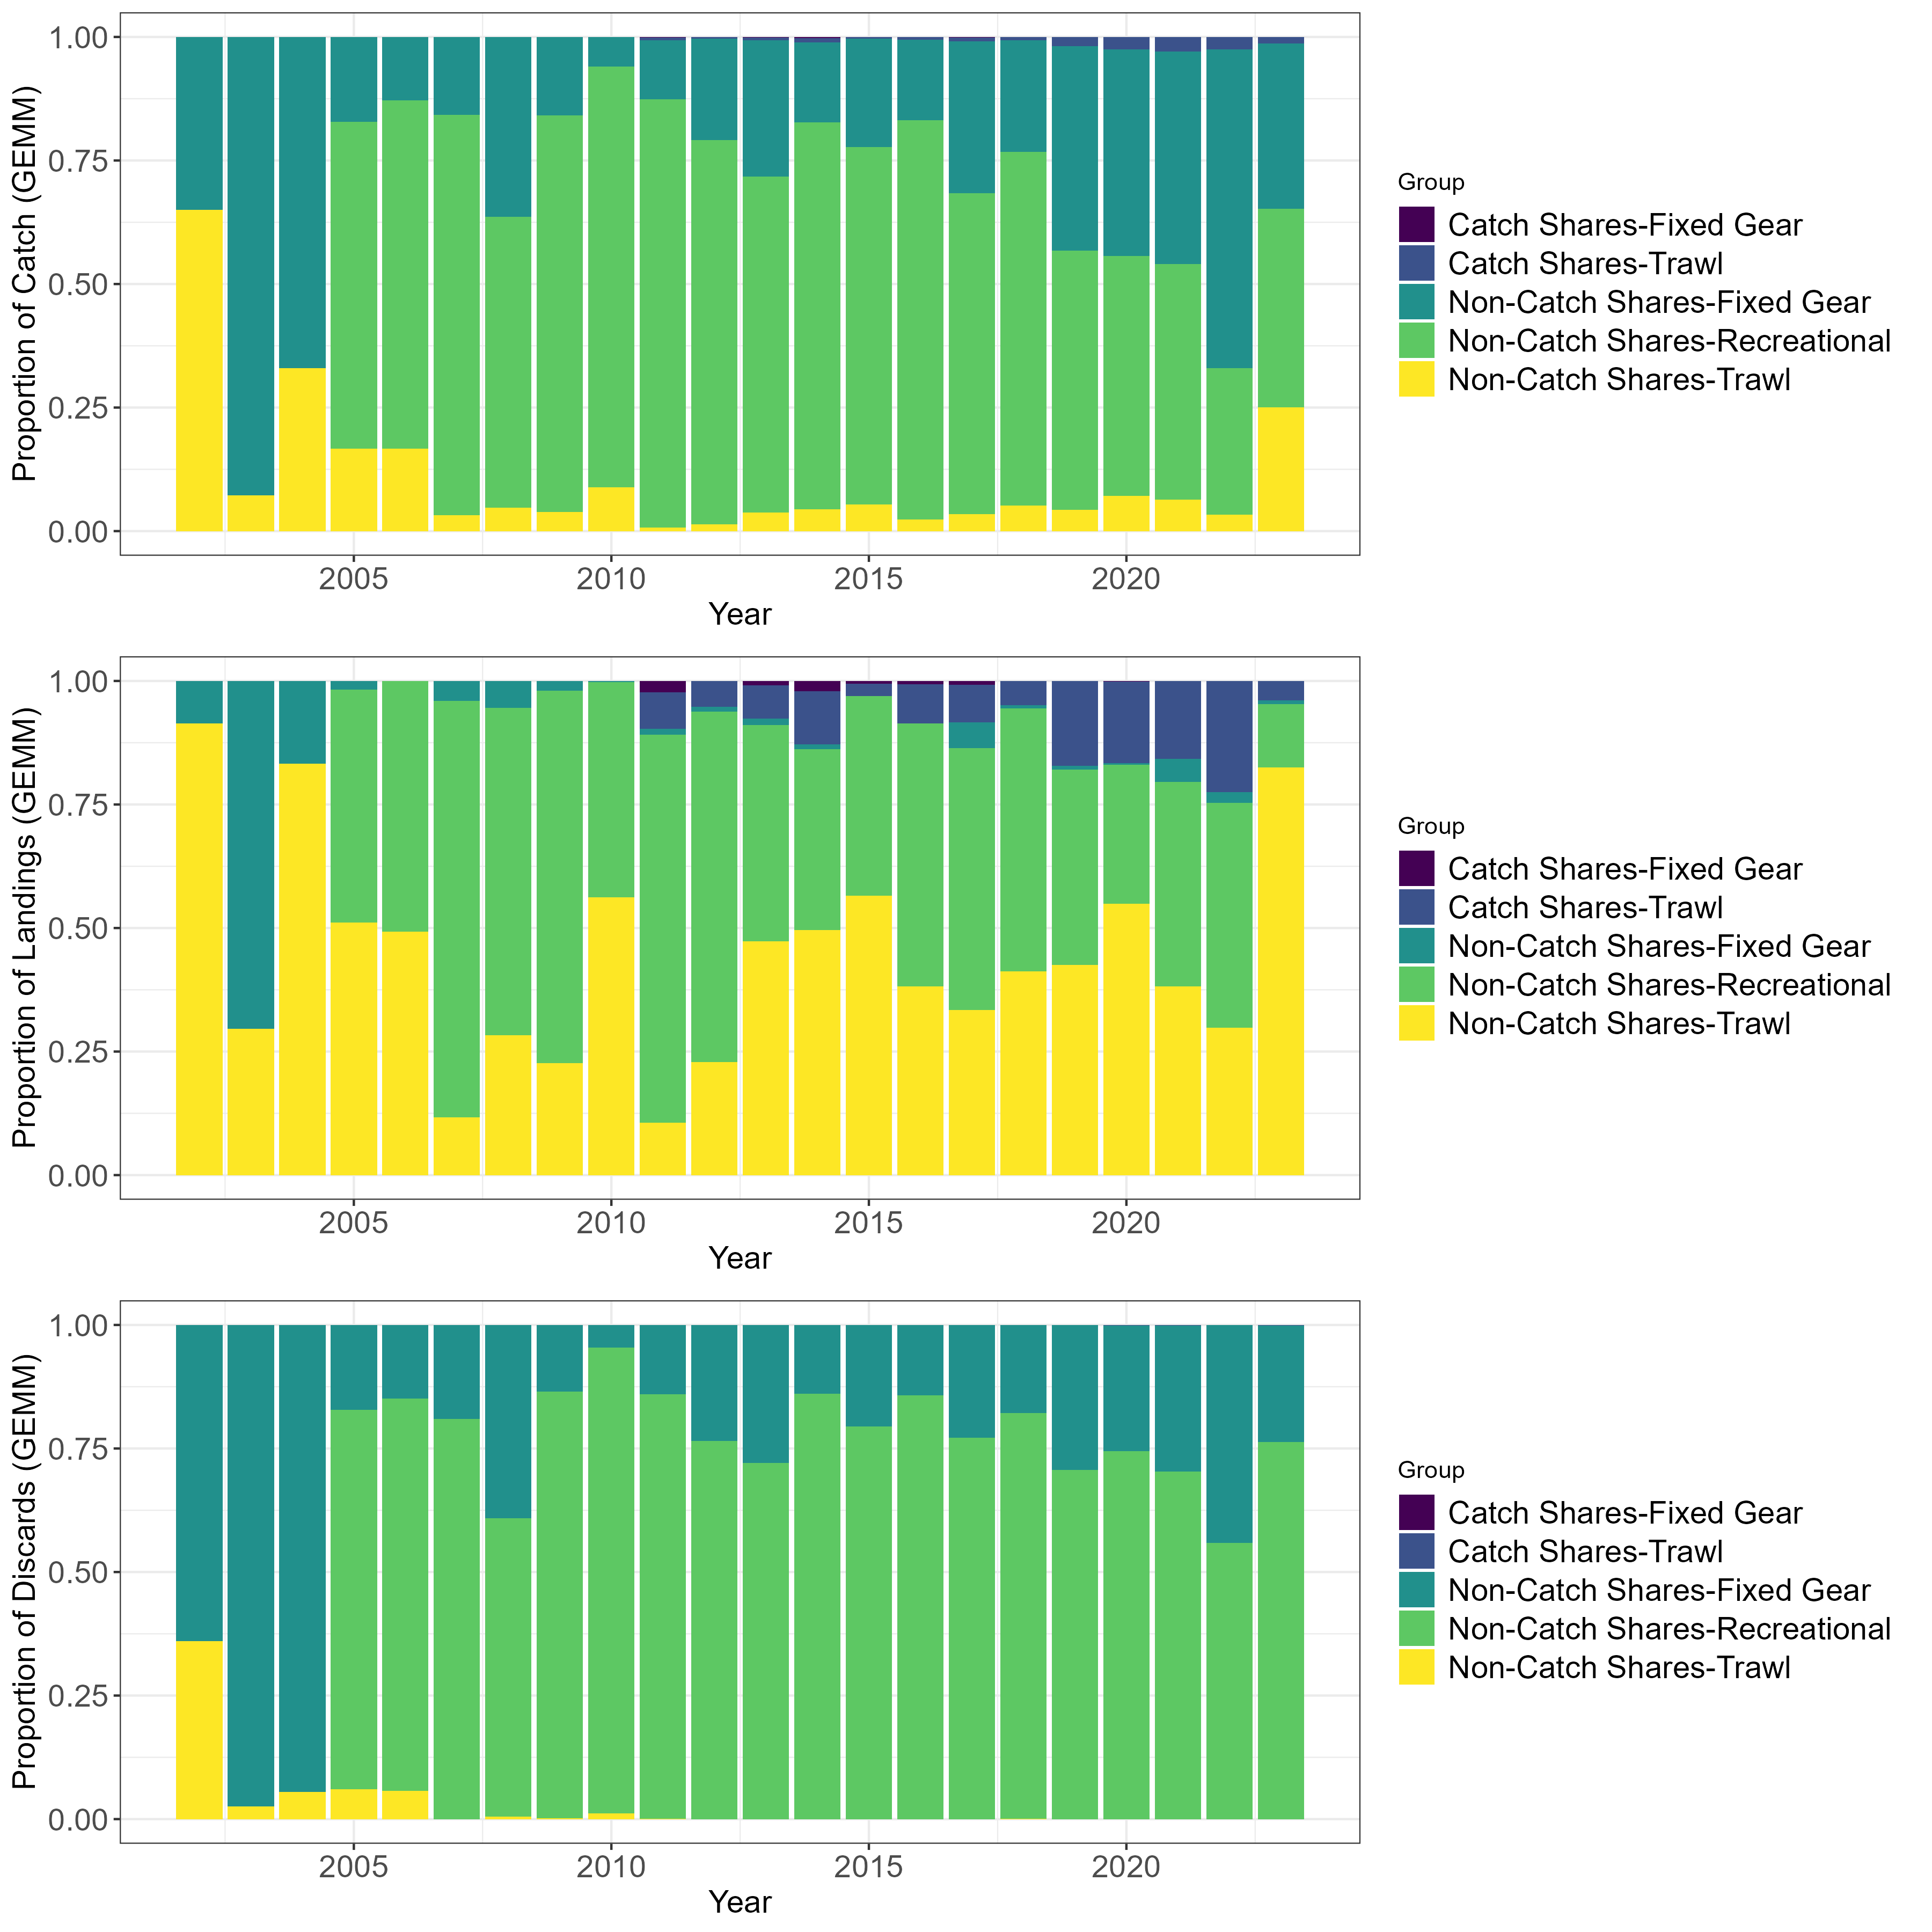 Proportion of Catch (GEMM)
1.00
0.75
0.50
0.25
0.00
2005 2010 2015 2020
Year
Group
Catch Shares-Fixed Gear
Catch Shares-Trawl
Non-Catch Shares-Fixed Gear
Non-Catch Shares-Recreational
Non-Catch Shares-Trawl
Proportion of Landings (GEMM)
1.00
0.75
0.50
0.25
0.00
2005 2010 2015 2020
Year
Group
Catch Shares-Fixed Gear
Catch Shares-Trawl
Non-Catch Shares-Fixed Gear
Non-Catch Shares-Recreational
Non-Catch Shares-Trawl
Proportion of Discards (GEMM)
1.00
0.75
0.50
0.25
0.00
2005 2010 2015 2020
Year
Group
Catch Shares-Fixed Gear
Catch Shares-Trawl
Non-Catch Shares-Fixed Gear
Non-Catch Shares-Recreational
Non-Catch Shares-Trawl